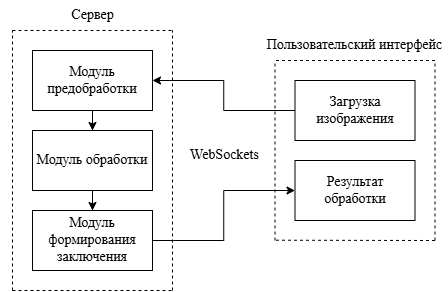 Сервер
Модуль
предобработки
Модуль обработки
Модуль
формирования
заключения
WebSockets
Пользовательский интерфейс
Загрузка
изображения
Результат
обработки